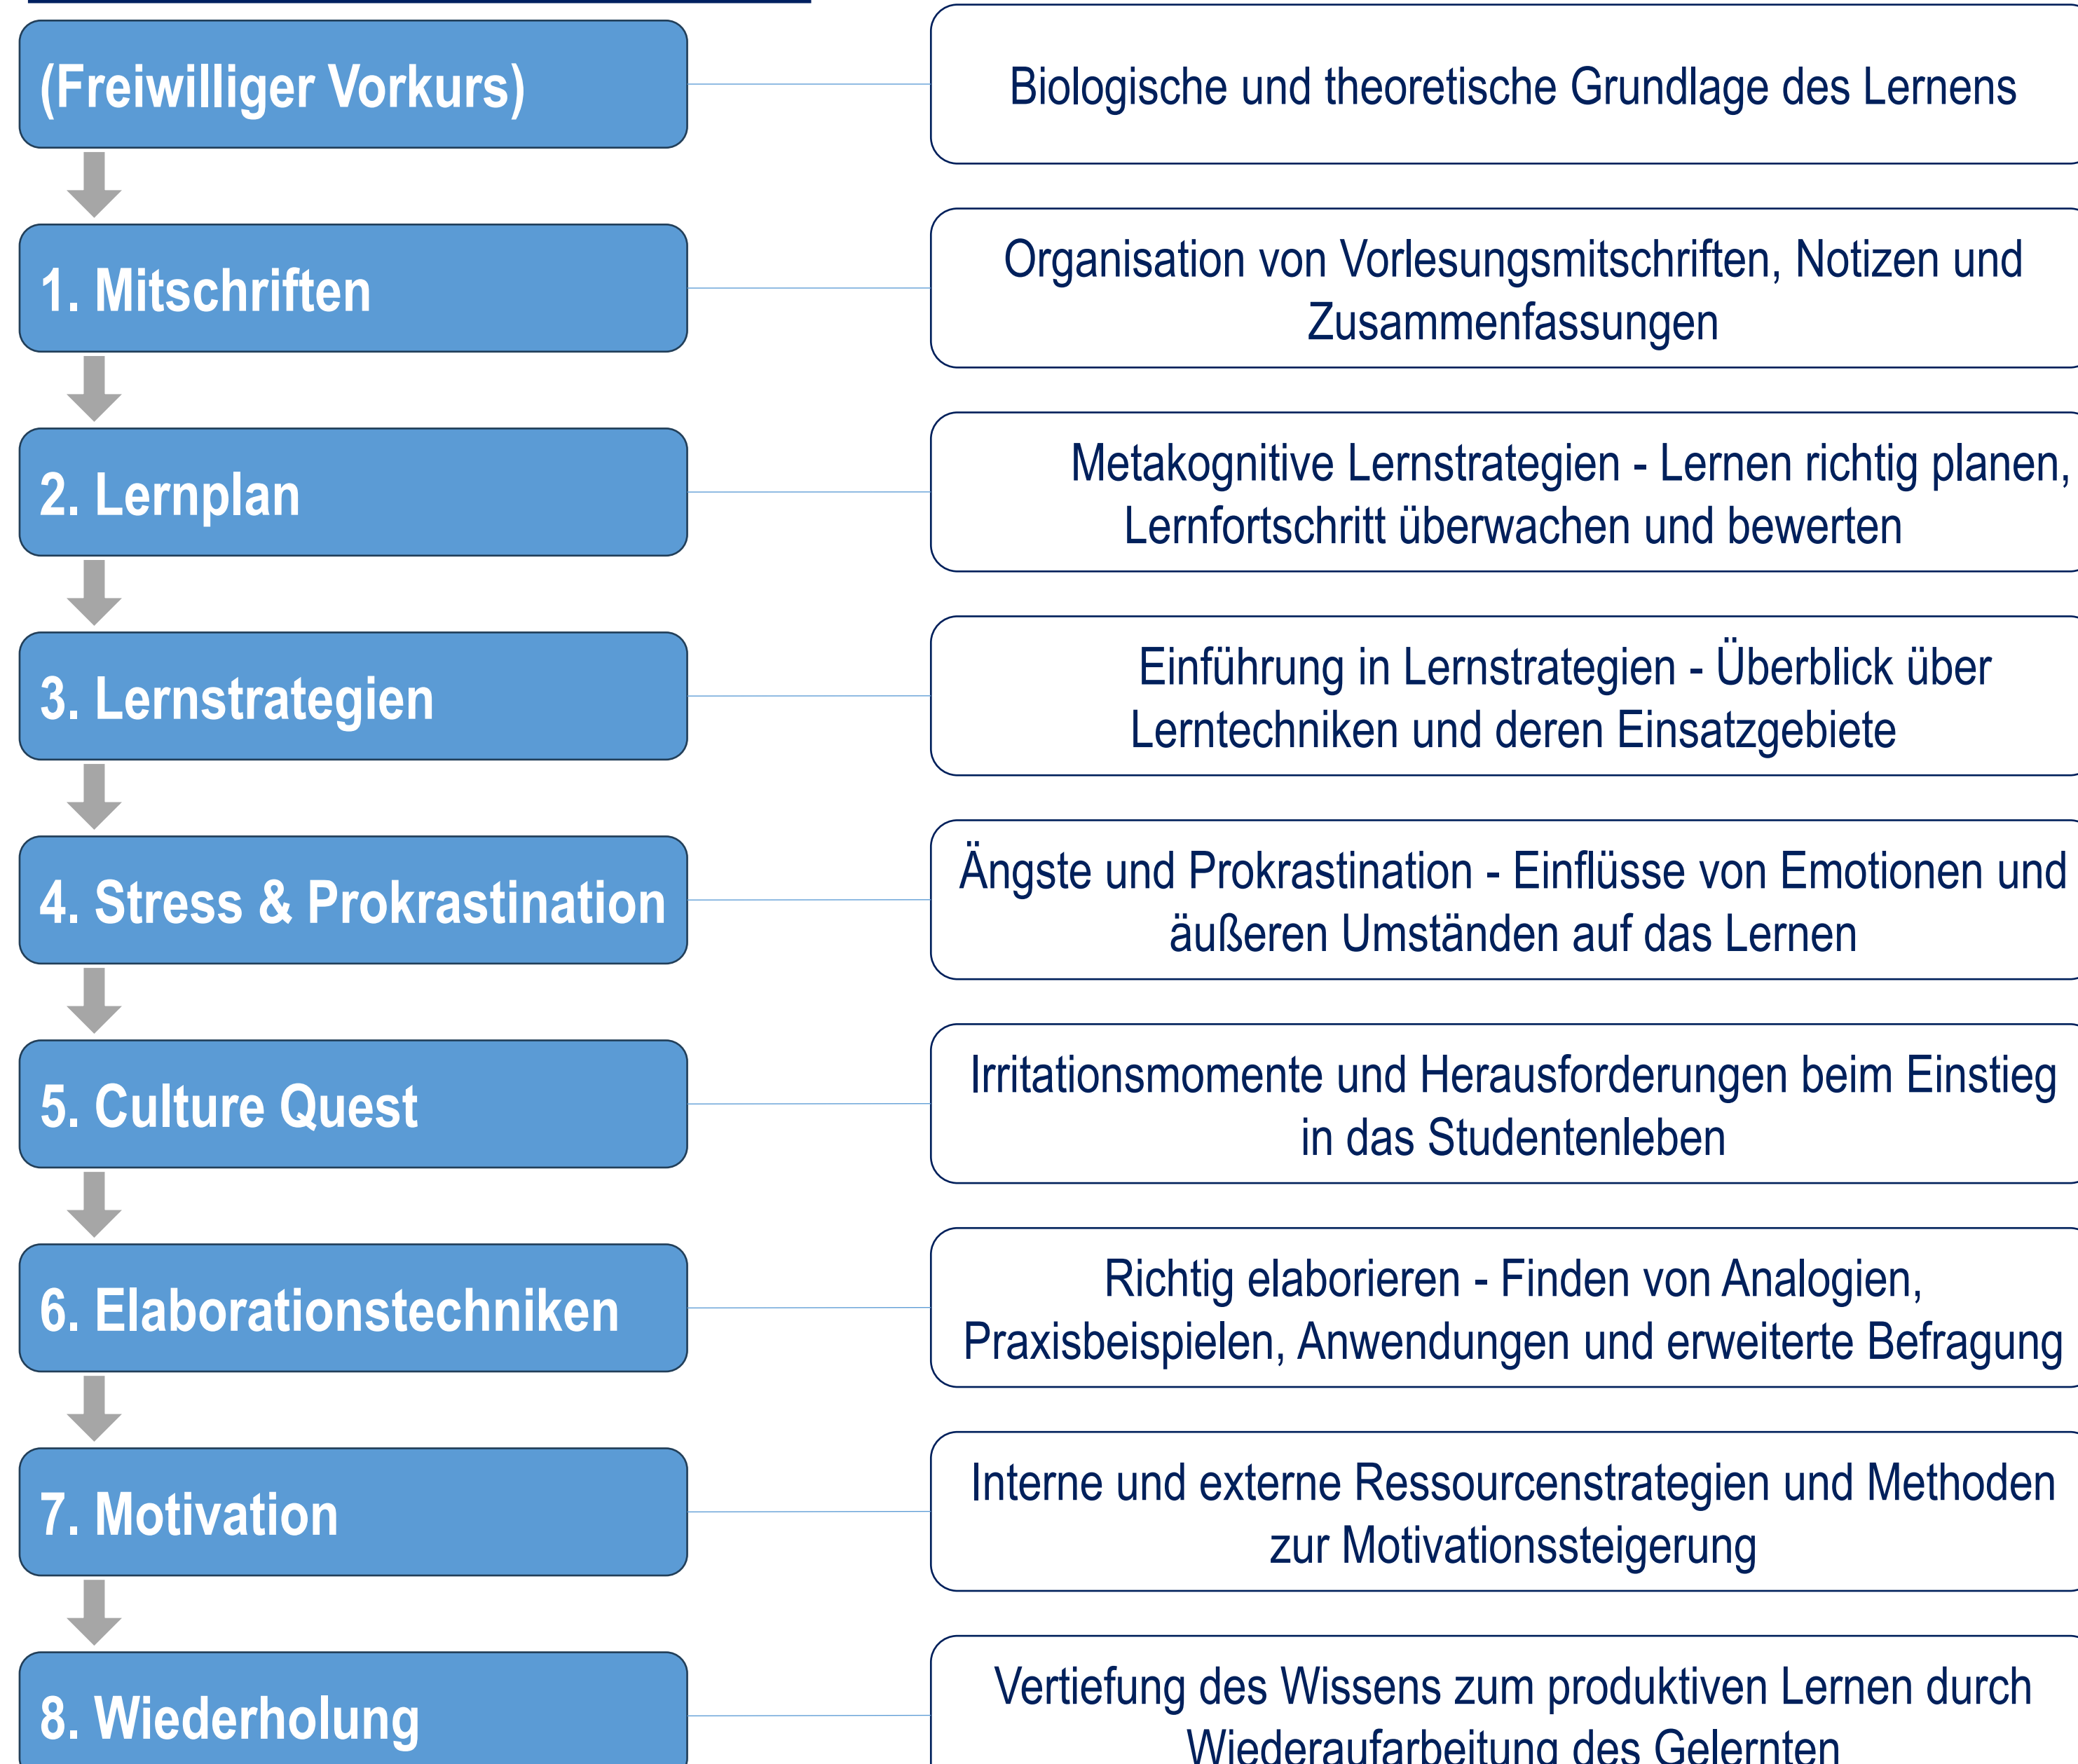 (Freiwilliger Vorkurs)
Biologische und theoretische Grundlage des Lernens
1. Mitschriften
Organisation von Vorlesungsmitschriften, Notizen und
Zusammenfassungen
2. Lernplan
Metakognitive Lernstrategien - Lernen richtig planen,
Lernfortschritt überwachen und bewerten
3. Lernstrategien
Einführung in Lernstrategien - Überblick über
Lerntechniken und deren Einsatzgebiete
4. Stress & Prokrastination
Ängste und Prokrastination - Einflüsse von Emotionen und
äußeren Umständen auf das Lernen
5. Culture Quest
Irritationsmomente und Herausforderungen beim Einstieg
in das Studentenleben
6. Elaborationstechniken
Richtig elaborieren - Finden von Analogien,
Praxisbeispielen, Anwendungen und erweiterte Befragung
7. Motivation
Interne und externe Ressourcenstrategien und Methoden
zur Motivationssteigerung
8. Wiederholung
Vertiefung des Wissens zum produktiven Lernen durch
Wiederaufarbeitung des Gelernten